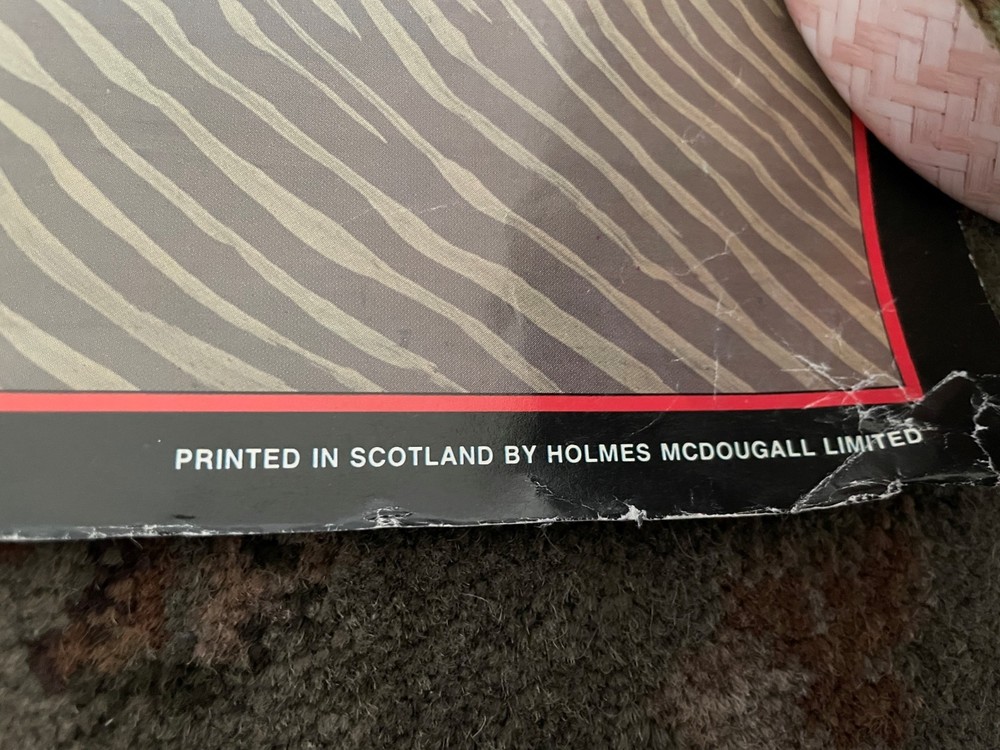 PRINTED IN SCOTLAND BY HOLMES MCDOUGALL LIMITED